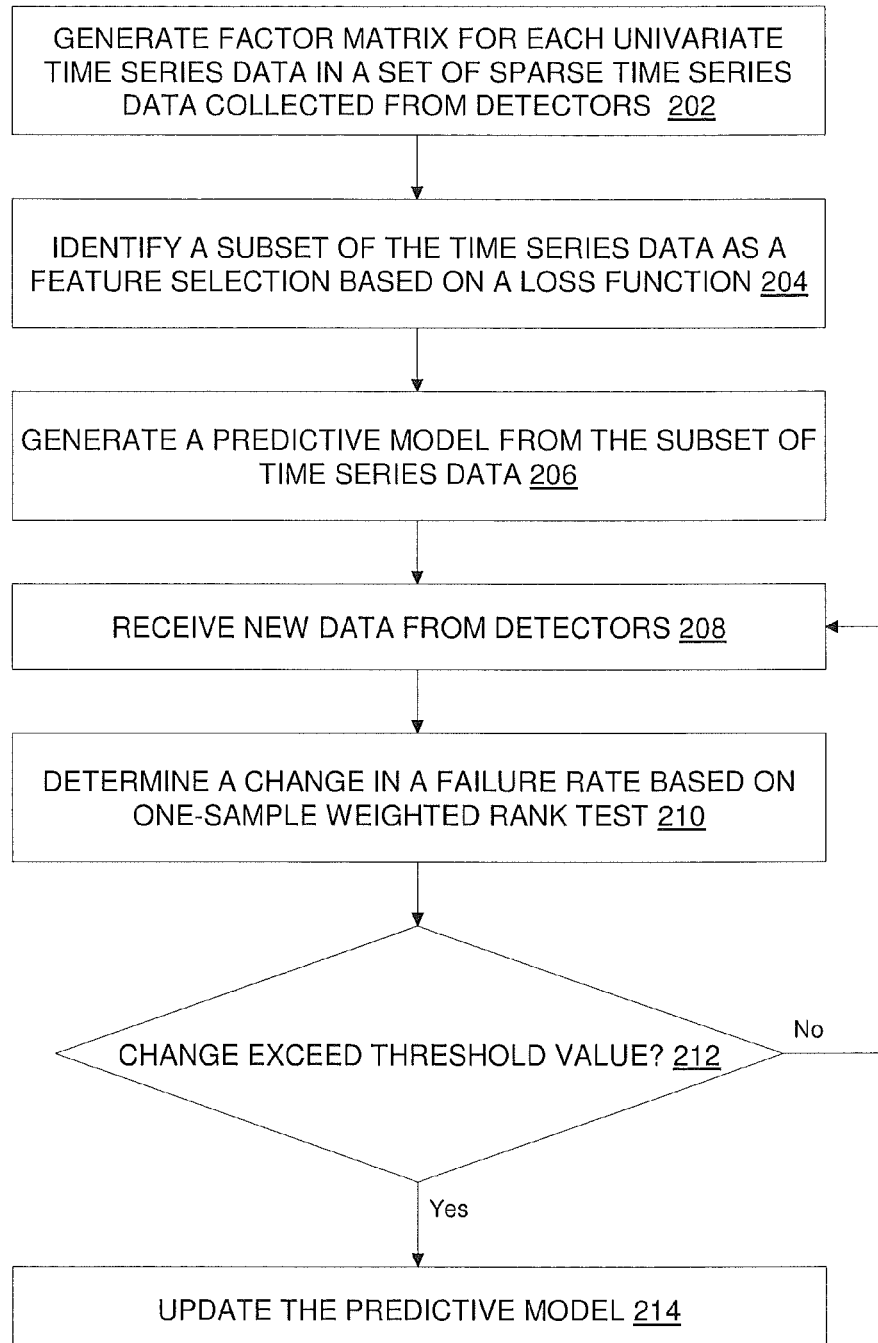 GENERATE FACTOR MATRIX FOR EACH UNIVARIATE
TIME SERIES DATA IN A SET OF SPARSE TIME SERIES
DATA COLLECTED FROM DETECTORS 202
IDENTIFY A SUBSET OF THE TIME SERIES DATA AS A
FEATURE SELECTION BASED ON A LOSS FUNCTION 204
GENERATE A PREDICTIVE MODEL FROM THE SUBSET OF
TIME SERIES DATA 206
RECEIVE NEW DATA FROM DETECTORS 208
DETERMINE A CHANGE IN A FAILURE RATE BASED ON
ONE-SAMPLE WEIGHTED RANK TEST 210
CHANGE EXCEED THRESHOLD VALUE? 212
No
Yes
UPDATE THE PREDICTIVE MODEL 214